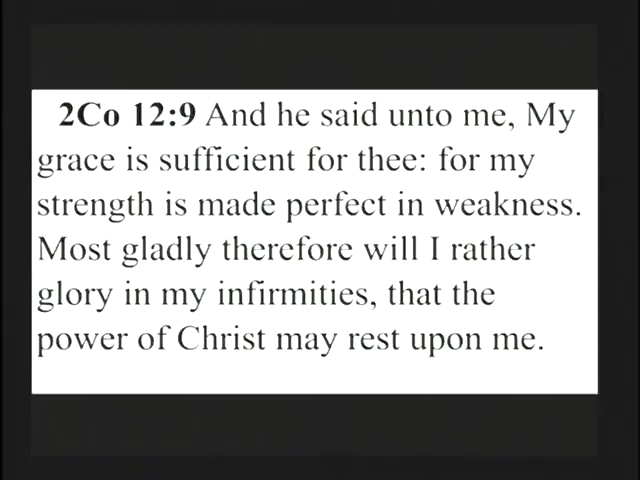 2Co 12:9 And he said unto me, My
grace is sufficient for thee: for my
strength is made perfect in weakness.
Most gladly therefore will I rather
glory in my infirmities, that the
power of Christ may rest upon me.